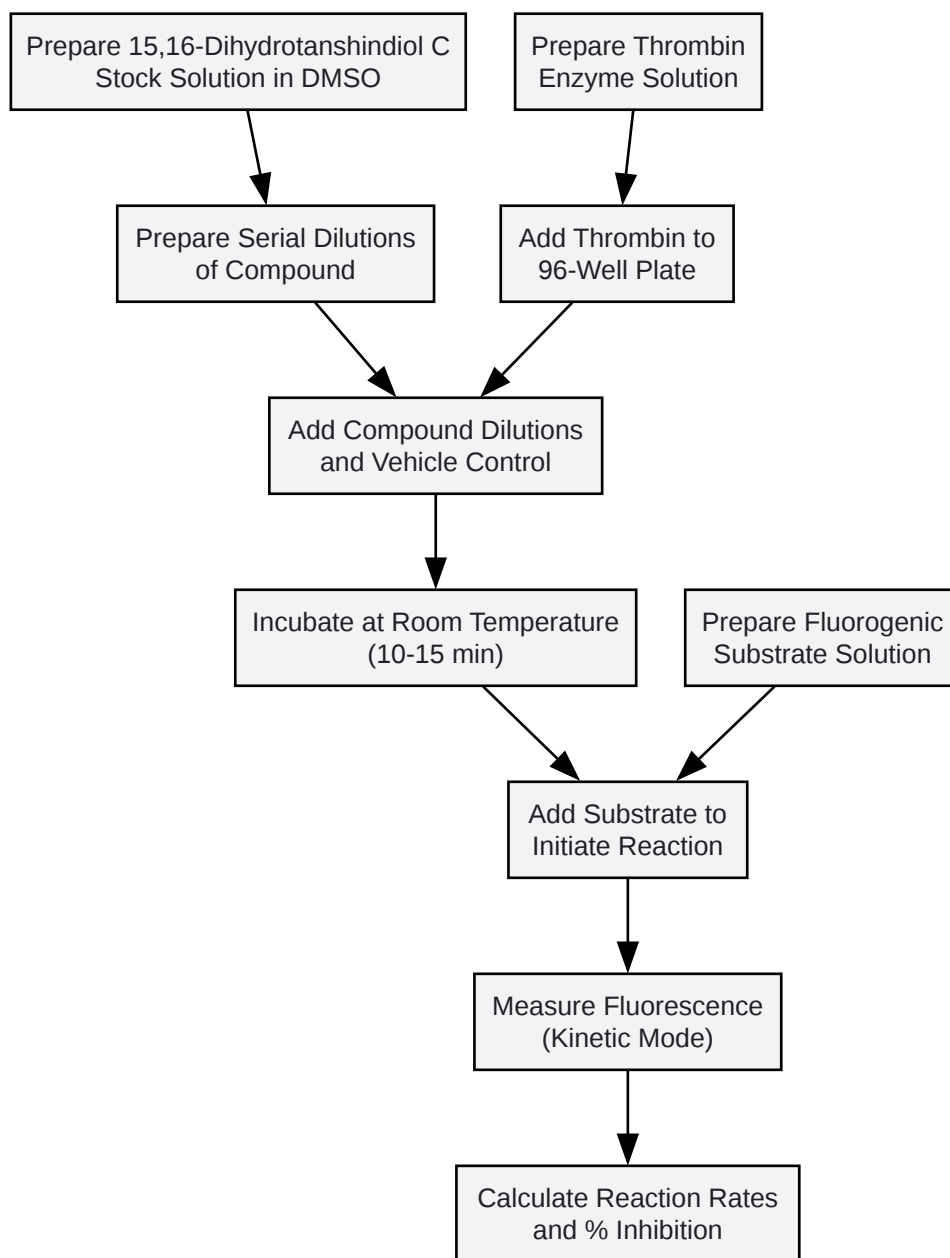 Prepare 15,16-Dihydrotanshindiol C
Stock Solution in DMSO
Prepare Thrombin
Enzyme Solution
Prepare Serial Dilutions
of Compound
Add Thrombin to
96-Well Plate
Add Compound Dilutions
and Vehicle Control
Incubate at Room Temperature
(10-15 min)
Prepare Fluorogenic
Substrate Solution
Add Substrate to
Initiate Reaction
Measure Fluorescence
(Kinetic Mode)
Calculate Reaction Rates
and % Inhibition